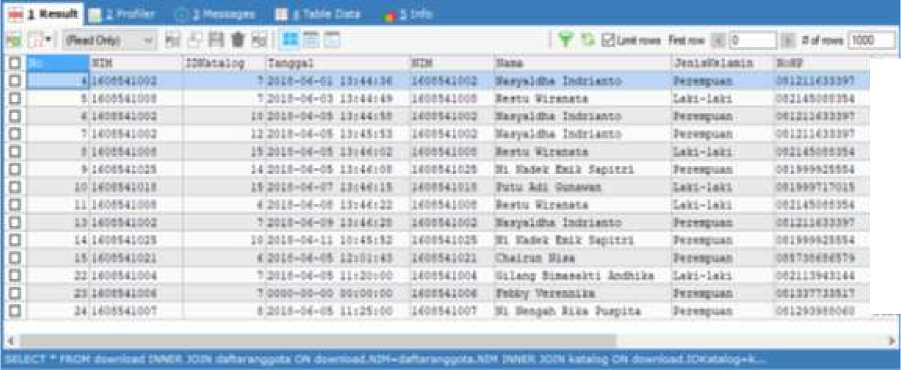 1 Result 2 Profiler 3 Messages 4 Table Data 5 Info
(Read Only) Limit rows First row 0 # of rows 1000
No NIM IDKatalog Tanggal NIM Nama JenisKelamin NoHP
4 1608541002 7 2018-06-01 13:44:36 1608541002 Nasyaldha Indrianto Perempuan 081211633397
5 1608541008 7 2018-06-03 13:44:49 1608541008 Restu Wiranata Laki-laki 082145088354
6 1608541002 10 2018-06-05 13:44:58 1608541002 Nasyaldha Indrianto Perempuan 081211633397
7 1608541002 12 2018-06-05 13:45:53 1608541002 Nasyaldha Indrianto Perempuan 081211633397
8 1608541008 15 2018-06-05 13:46:02 1608541008 Restu Wiranata Laki-laki 082145088354
9 1608541025 14 2018-06-05 13:46:08 1608541025 Ni Kadek Emik Sapitri Perempuan 081999925554
10 1608541018 15 2018-06-07 13:46:15 1608541018 Putu Adi Gunawan Laki-laki 081999717015
11 1608541008 6 2018-06-08 13:46:22 1608541008 Restu Wiranata Laki-laki 082145088354
13 1608541002 7 2018-06-09 13:46:28 1608541002 Nasyaldha Indrianto Perempuan 081211633397
14 1608541025 10 2018-06-11 10:45:52 1608541025 Ni Kadek Emik Sapitri Perempuan 081999925554
15 1608541021 6 2018-06-05 12:01:43 1608541021 Chairun Nisa Perempuan 085738686579
22 1608541004 7 2018-06-05 11:20:00 1608541004 Gilang Bimasakti Andhika Laki-laki 082113943144
23 1608541006 7 0000-00-00 00:00:00 1608541006 Febby Verennika Perempuan 081337733517
24 1608541007 8 2018-06-05 11:25:00 1608541007 Ni Nengah Rika Puspita Perempuan 081293988060
SELECT * FROM download INNER JOIN daftaranggota ON download.NIM=daftaranggota.NIM INNER JOIN katalog ON download.IDKatalog=k...